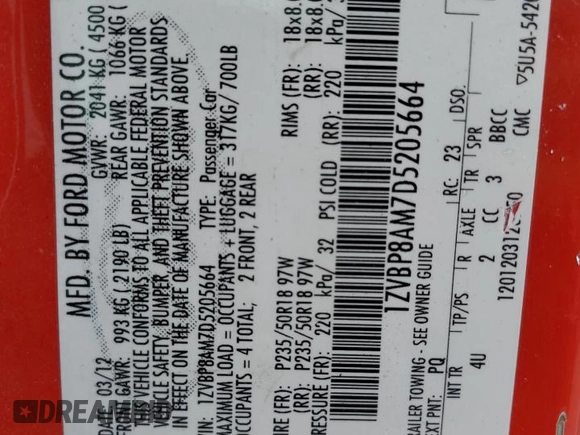 MFD. BY FORD MOTOR CO.
03/12 GVWR: 2041 KG ( 4500
GAWR: 993 KG ( 2190 LB) REAR GAWR: 1066 KG (
VEHICLE CONFORMS TO ALL APPLICABLE FEDERAL MOTOR
VEHICLE SAFETY, BUMPER, AND THEFT PREVENTION STANDARDS
IN EFFECT ON THE DATE OF MANUFACTURE SHOWN ABOVE.
VIN: 1ZVBP8AM7D5205664 TYPE: Passenger Car
MAXIMUM LOAD = OCCUPANTS + LUGGAGE = 317KG/ 700LB
OCCUPANTS = 4 TOTAL; 2 FRONT, 2 REAR
(FR): P235/50R18 97W RIMS (FR): 18x8.
(RR): P235/50R18 97W (RR): 18x8.
PRESSURE (FR): 220 kPa/ 32 PSI COLD (RR): 220 kPa/
1ZVBP8AM7D5205664
TRAILER TOWING - SEE OWNER GUIDE
EXT PNT: PQ RC: 23 DSO:
INT TR TP/PS R AXLE TR SPR
4U 2 CC 3 BBCC
CMC
▽5U5A-5420